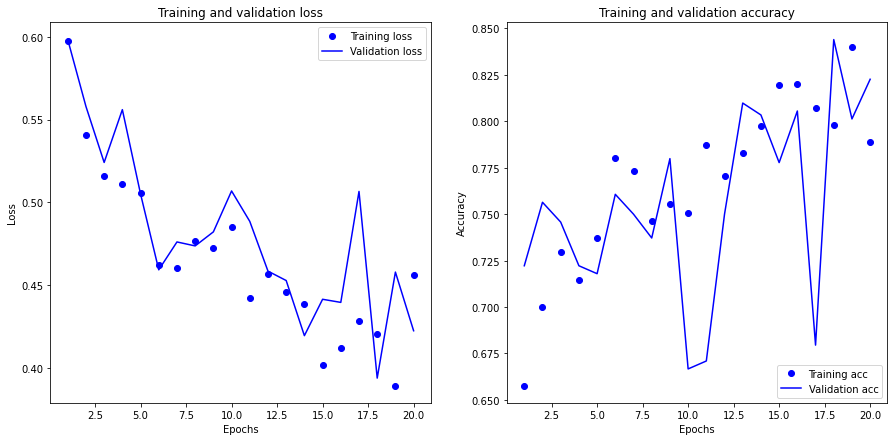 Training and validation loss
Training loss
Validation loss
0.60
0.55
0.50
0.45
0.40
Loss
2.5 5.0 7.5 10.0 12.5 15.0 17.5 20.0
Epochs
Training and validation accuracy
0.850
0.825
0.800
0.775
0.750
0.725
0.700
0.675
0.650
Accuracy
Training acc
Validation acc
2.5 5.0 7.5 10.0 12.5 15.0 17.5 20.0
Epochs